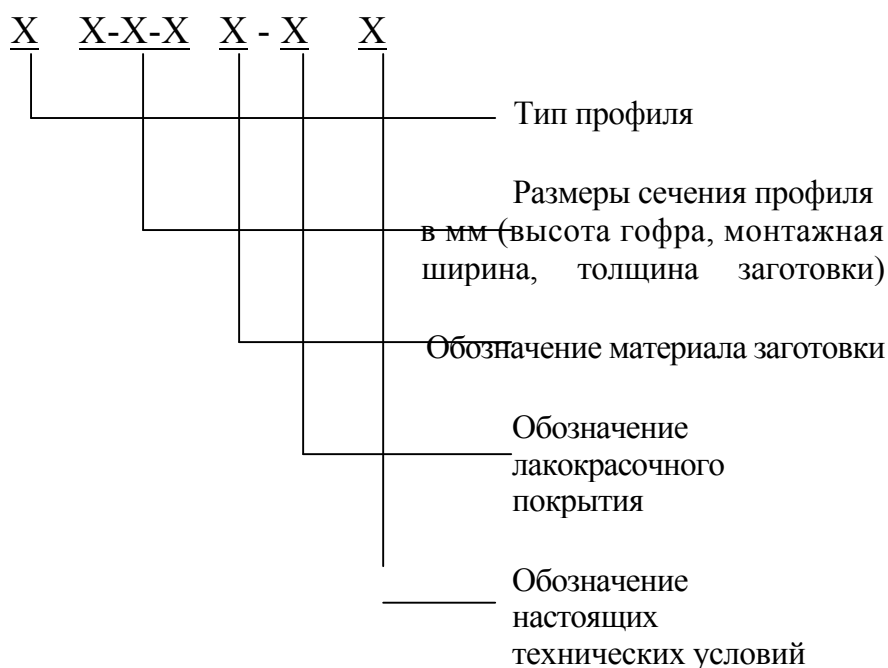 X X-X-X X - X X
Тип профиля
Размеры сечения профиля
в мм (высота гофра, монтажная
ширина, толщина заготовки)
Обозначение материала заготовки
Обозначение
лакокрасочного
покрытия
Обозначение
настоящих
технических условий